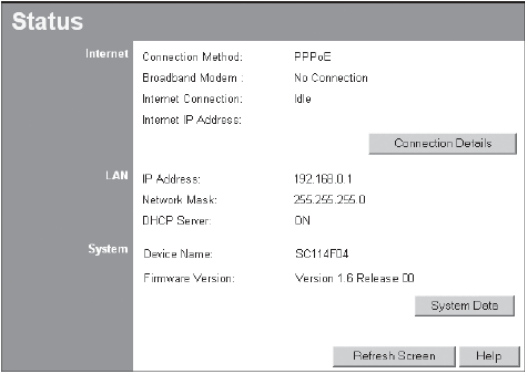 Status
Internet
Connection Method: PPPoE
Broadband Modem : No Connection
Internet Connection: Idle
Internet IP Address:
Connection Details
LAN
IP Address: 192.168.0.1
Network Mask: 255.255.255.0
DHCP Server: ON
System
Device Name: SC114F04
Firmware Version: Version 1.6 Release 00
System Data
Refresh Screen Help